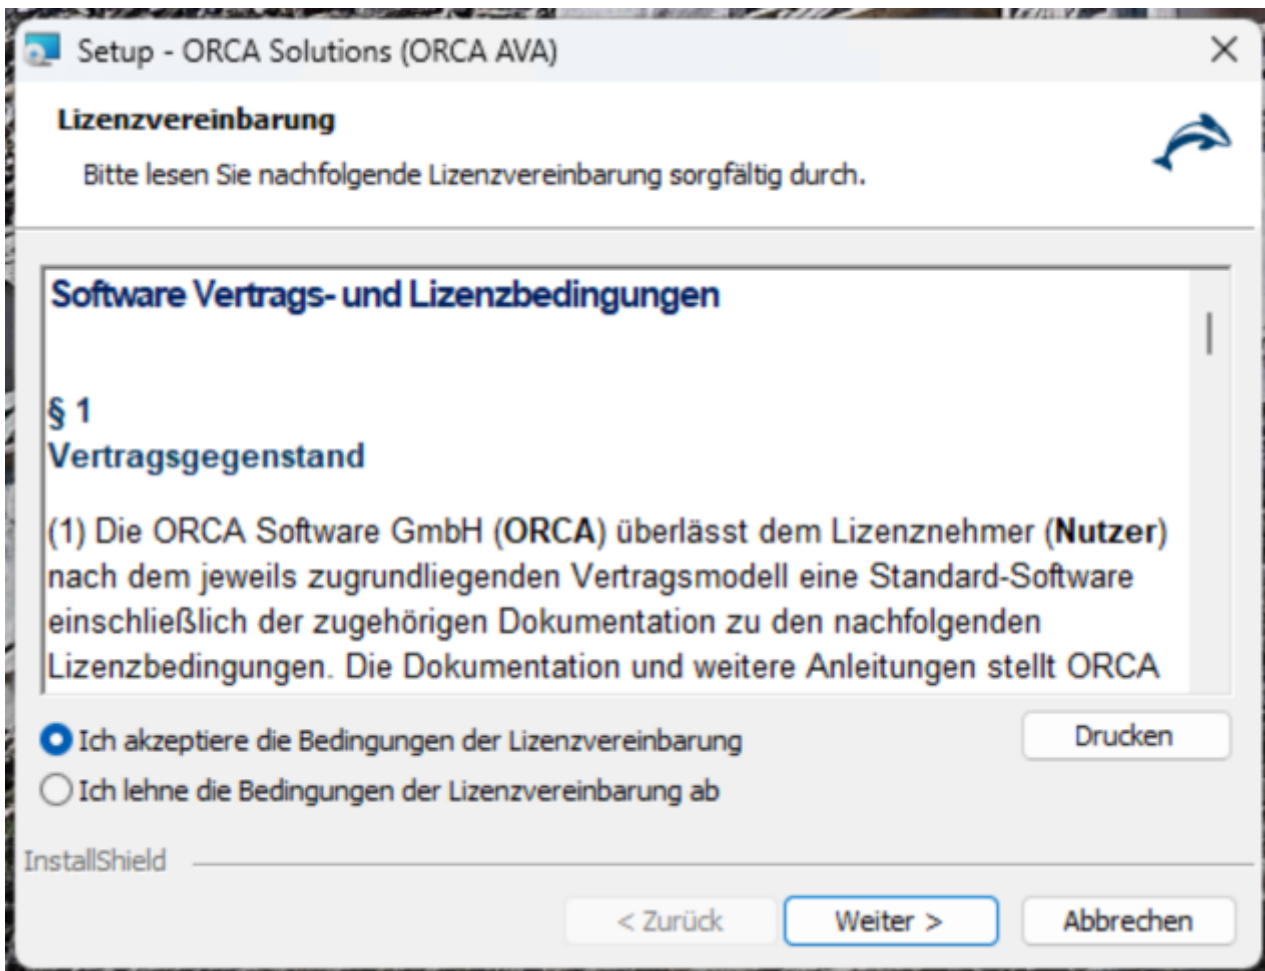 Setup - ORCA Solutions (ORCA AVA)
Lizenzvereinbarung
Bitte lesen Sie nachfolgende Lizenzvereinbarung sorgfältig durch.
Software Vertrags- und Lizenzbedingungen
§ 1
Vertragsgegenstand
(1) Die ORCA Software GmbH (ORCA) überlässt dem Lizenznehmer (Nutzer)
nach dem jeweils zugrundliegenden Vertragsmodell eine Standard-Software
einschließlich der zugehörigen Dokumentation zu den nachfolgenden
Lizenzbedingungen. Die Dokumentation und weitere Anleitungen stellt ORCA
Ich akzeptiere die Bedingungen der Lizenzvereinbarung
Drucken
Ich lehne die Bedingungen der Lizenzvereinbarung ab
InstallShield
< Zurück
Weiter >
Abbrechen